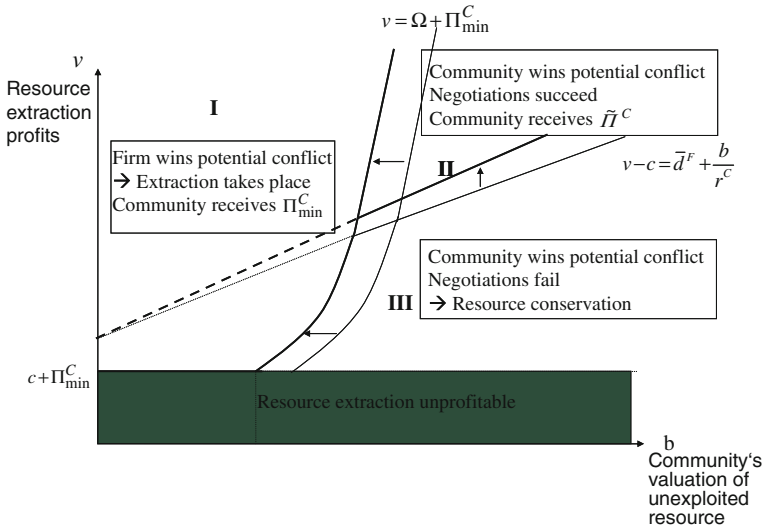 v = Ω + Π^C_min
v
Resource
extraction
profits
I
Community wins potential conflict
Negotiations succeed
Community receives Π̃^C
Firm wins potential conflict
→ Extraction takes place
Community receives Π^C_min
II
v − c = d̄^F + b/r^C
Community wins potential conflict
Negotiations fail
→ Resource conservation
III
c + Π^C_min
Resource extraction unprofitable
b
Community's
valuation of
unexploited
resource